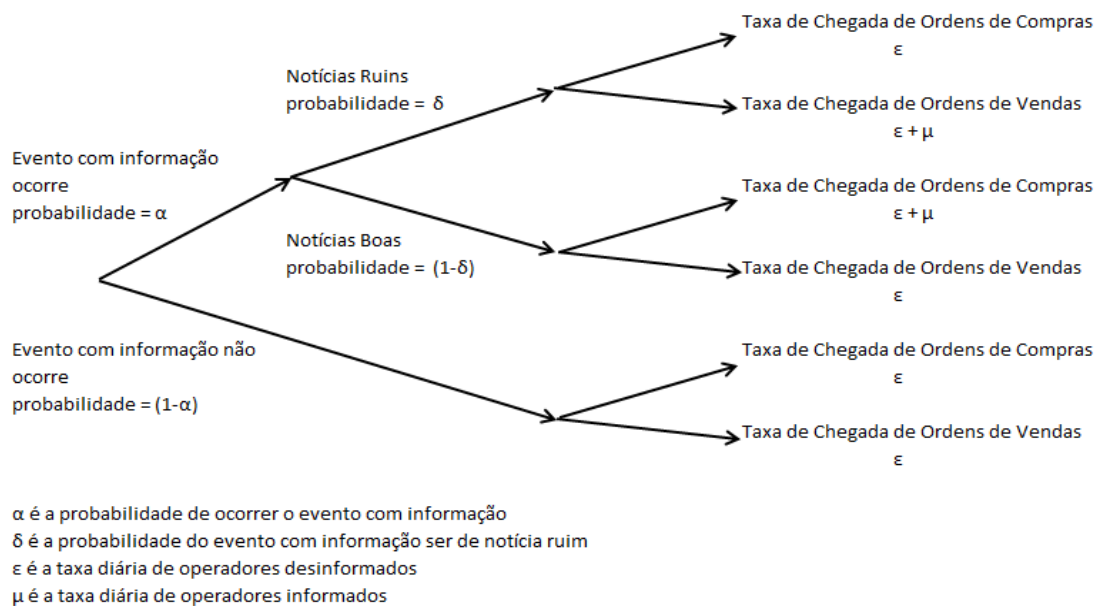 Taxa de Chegada de Ordens de Compras
ε
Notícias Ruins
probabilidade = δ
Taxa de Chegada de Ordens de Vendas
ε + μ
Evento com informação
ocorre
probabilidade = α
Taxa de Chegada de Ordens de Compras
ε + μ
Notícias Boas
probabilidade = (1-δ)
Taxa de Chegada de Ordens de Vendas
ε
Evento com informação não
ocorre
probabilidade = (1-α)
Taxa de Chegada de Ordens de Compras
ε
Taxa de Chegada de Ordens de Vendas
ε
α é a probabilidade de ocorrer o evento com informação
δ é a probabilidade do evento com informação ser de notícia ruim
ε é a taxa diária de operadores desinformados
μ é a taxa diária de operadores informados